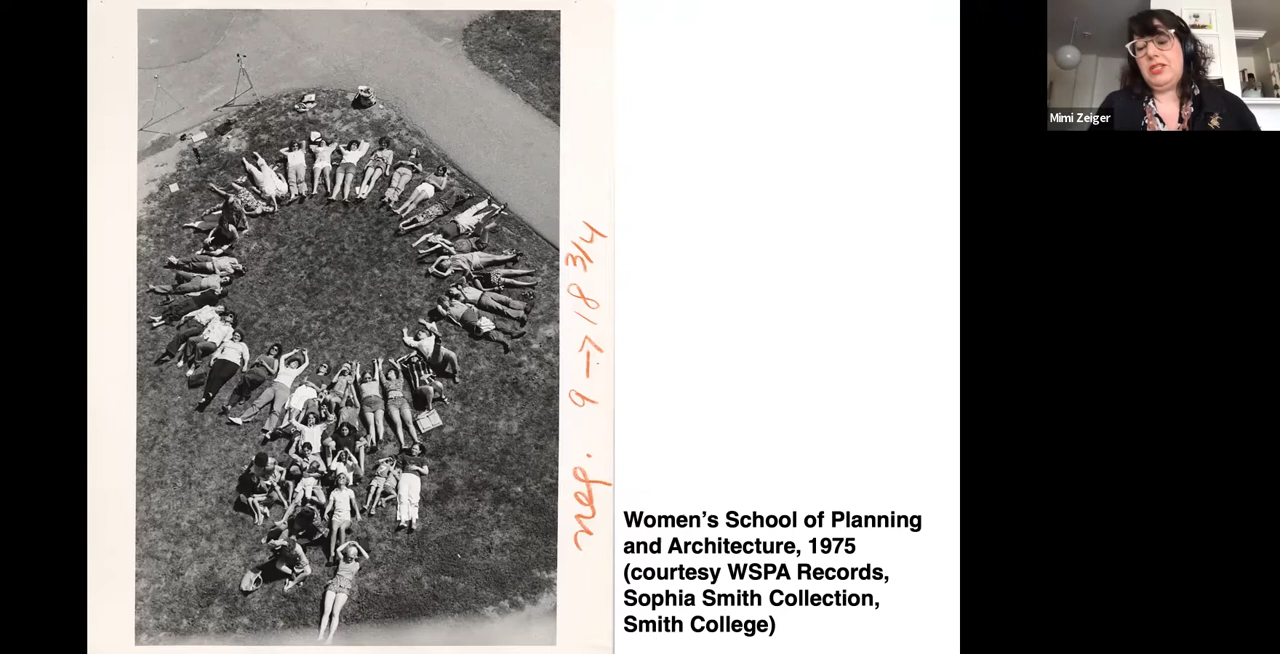 neg. 9-718 3/4
Women's School of Planning
and Architecture, 1975
(courtesy WSPA Records,
Sophia Smith Collection,
Smith College)
Mimi Zeiger